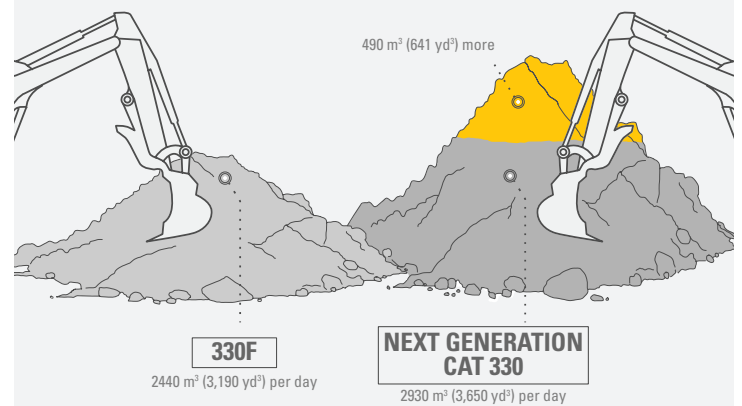 490 m³ (641 yd³) more
330F
2440 m³ (3,190 yd³) per day
NEXT GENERATION
CAT 330
2930 m³ (3,650 yd³) per day